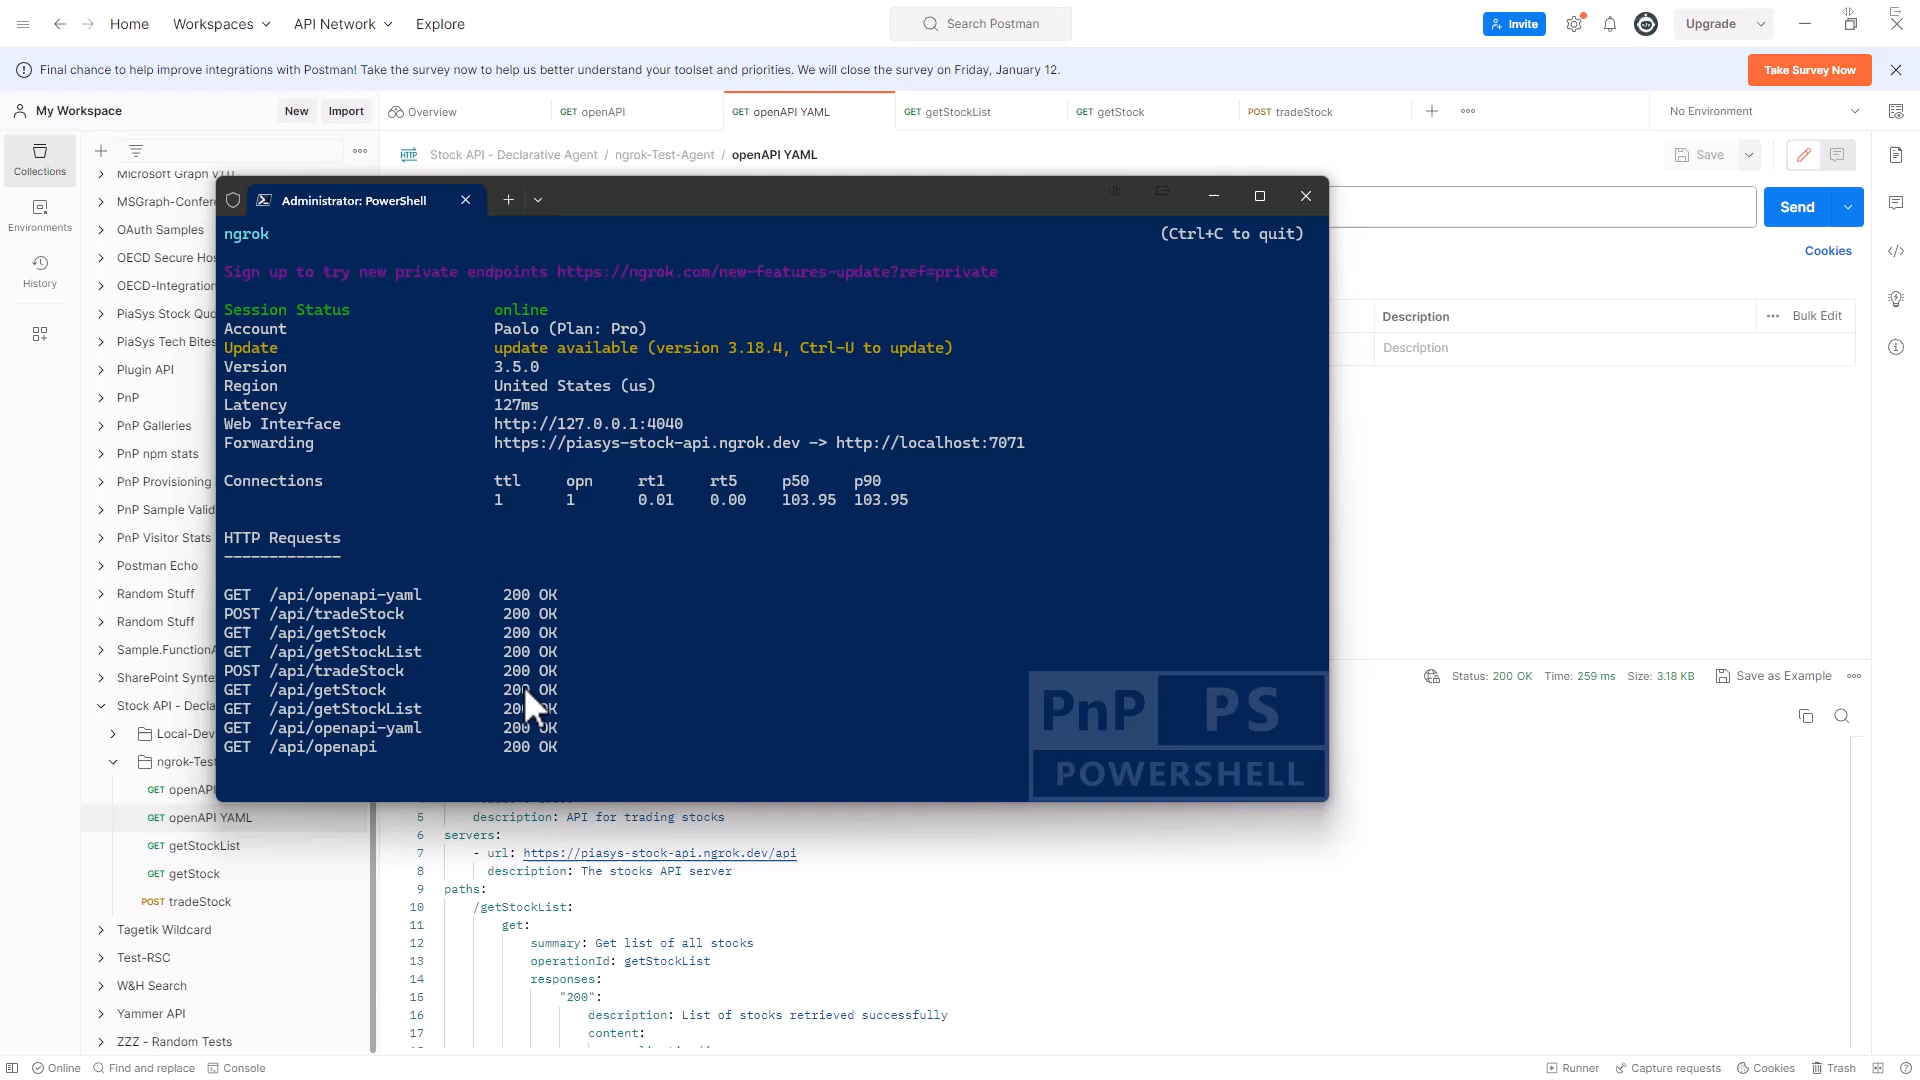 Home
Workspaces
API Network
Explore
Search Postman
Invite
Upgrade
Final chance to help improve integrations with Postman! Take the survey now to help us better understand your toolset and priorities. We will close the survey on Friday, January 12.
Take Survey Now
My Workspace
New
Import
Overview
GET openAPI
GET openAPI YAML
GET getStockList
GET getStock
POST tradeStock
No Environment
Collections
Environments
History
HTTP Stock API - Declarative Agent / ngrok-Test-Agent / openAPI YAML
Save
Send
Cookies
Description
Bulk Edit
Description
Microsoft Graph v1.0
MSGraph-Confere
OAuth Samples
OECD Secure Hos
OECD-Integration
PiaSys Stock Quo
PiaSys Tech Bites
Plugin API
PnP
PnP Galleries
PnP npm stats
PnP Provisioning
PnP Sample Valid
PnP Visitor Stats
Postman Echo
Random Stuff
Random Stuff
Sample.FunctionA
SharePoint Synte
Stock API - Decla
Local-Dev
ngrok-Test
GET openAPI
GET openAPI YAML
GET getStockList
GET getStock
POST tradeStock
Tagetik Wildcard
Test-RSC
W&H Search
Yammer API
ZZZ - Random Tests
Administrator: PowerShell
ngrok (Ctrl+C to quit)
Sign up to try new private endpoints https://ngrok.com/new-features-update?ref=private
Session Status online
Account Paolo (Plan: Pro)
Update update available (version 3.18.4, Ctrl-U to update)
Version 3.5.0
Region United States (us)
Latency 127ms
Web Interface http://127.0.0.1:4040
Forwarding https://piasys-stock-api.ngrok.dev -> http://localhost:7071
Connections ttl opn rt1 rt5 p50 p90
1 1 0.01 0.00 103.95 103.95
HTTP Requests
-------------
GET /api/openapi-yaml 200 OK
POST /api/tradeStock 200 OK
GET /api/getStock 200 OK
GET /api/getStockList 200 OK
POST /api/tradeStock 200 OK
GET /api/getStock 200 OK
GET /api/getStockList 200 OK
GET /api/openapi-yaml 200 OK
GET /api/openapi 200 OK
PnP PS
POWERSHELL
Status: 200 OK Time: 259 ms Size: 3.18 KB
Save as Example
5 description: API for trading stocks
6 servers:
7 - url: https://piasys-stock-api.ngrok.dev/api
8 description: The stocks API server
9 paths:
10 /getStockList:
11 get:
12 summary: Get list of all stocks
13 operationId: getStockList
14 responses:
15 "200":
16 description: List of stocks retrieved successfully
17 content:
Online
Find and replace
Console
Runner
Capture requests
Cookies
Trash